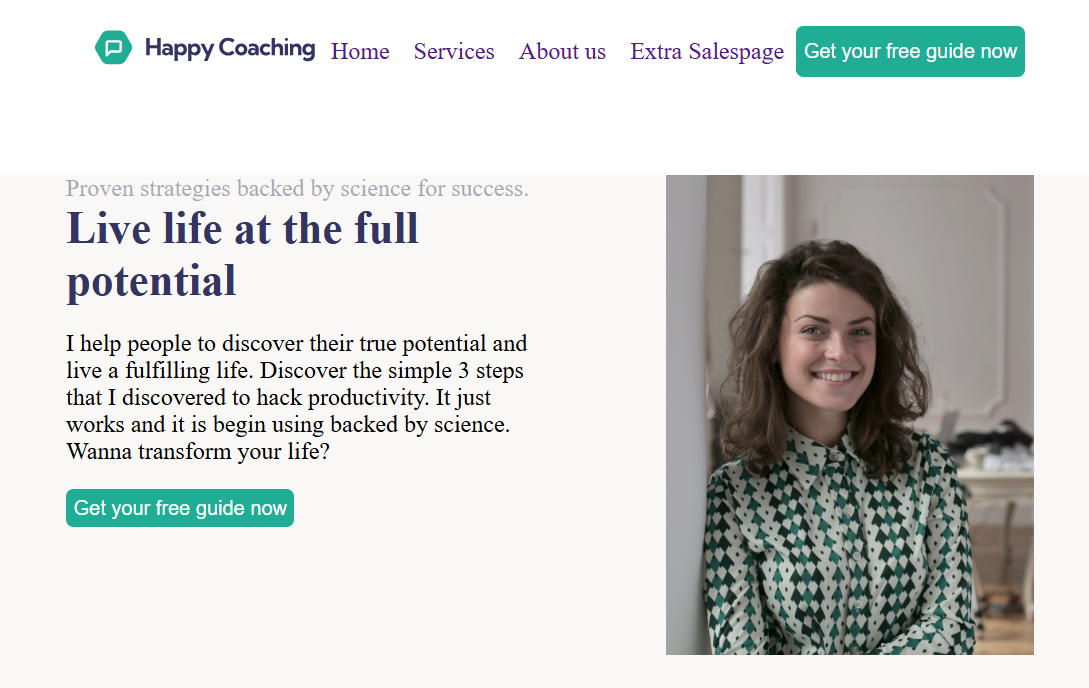 Happy Coaching Home Services About us Extra Salespage Get your free guide now
Proven strategies backed by science for success.
Live life at the full
potential
I help people to discover their true potential and
live a fulfilling life. Discover the simple 3 steps
that I discovered to hack productivity. It just
works and it is begin using backed by science.
Wanna transform your life?
Get your free guide now